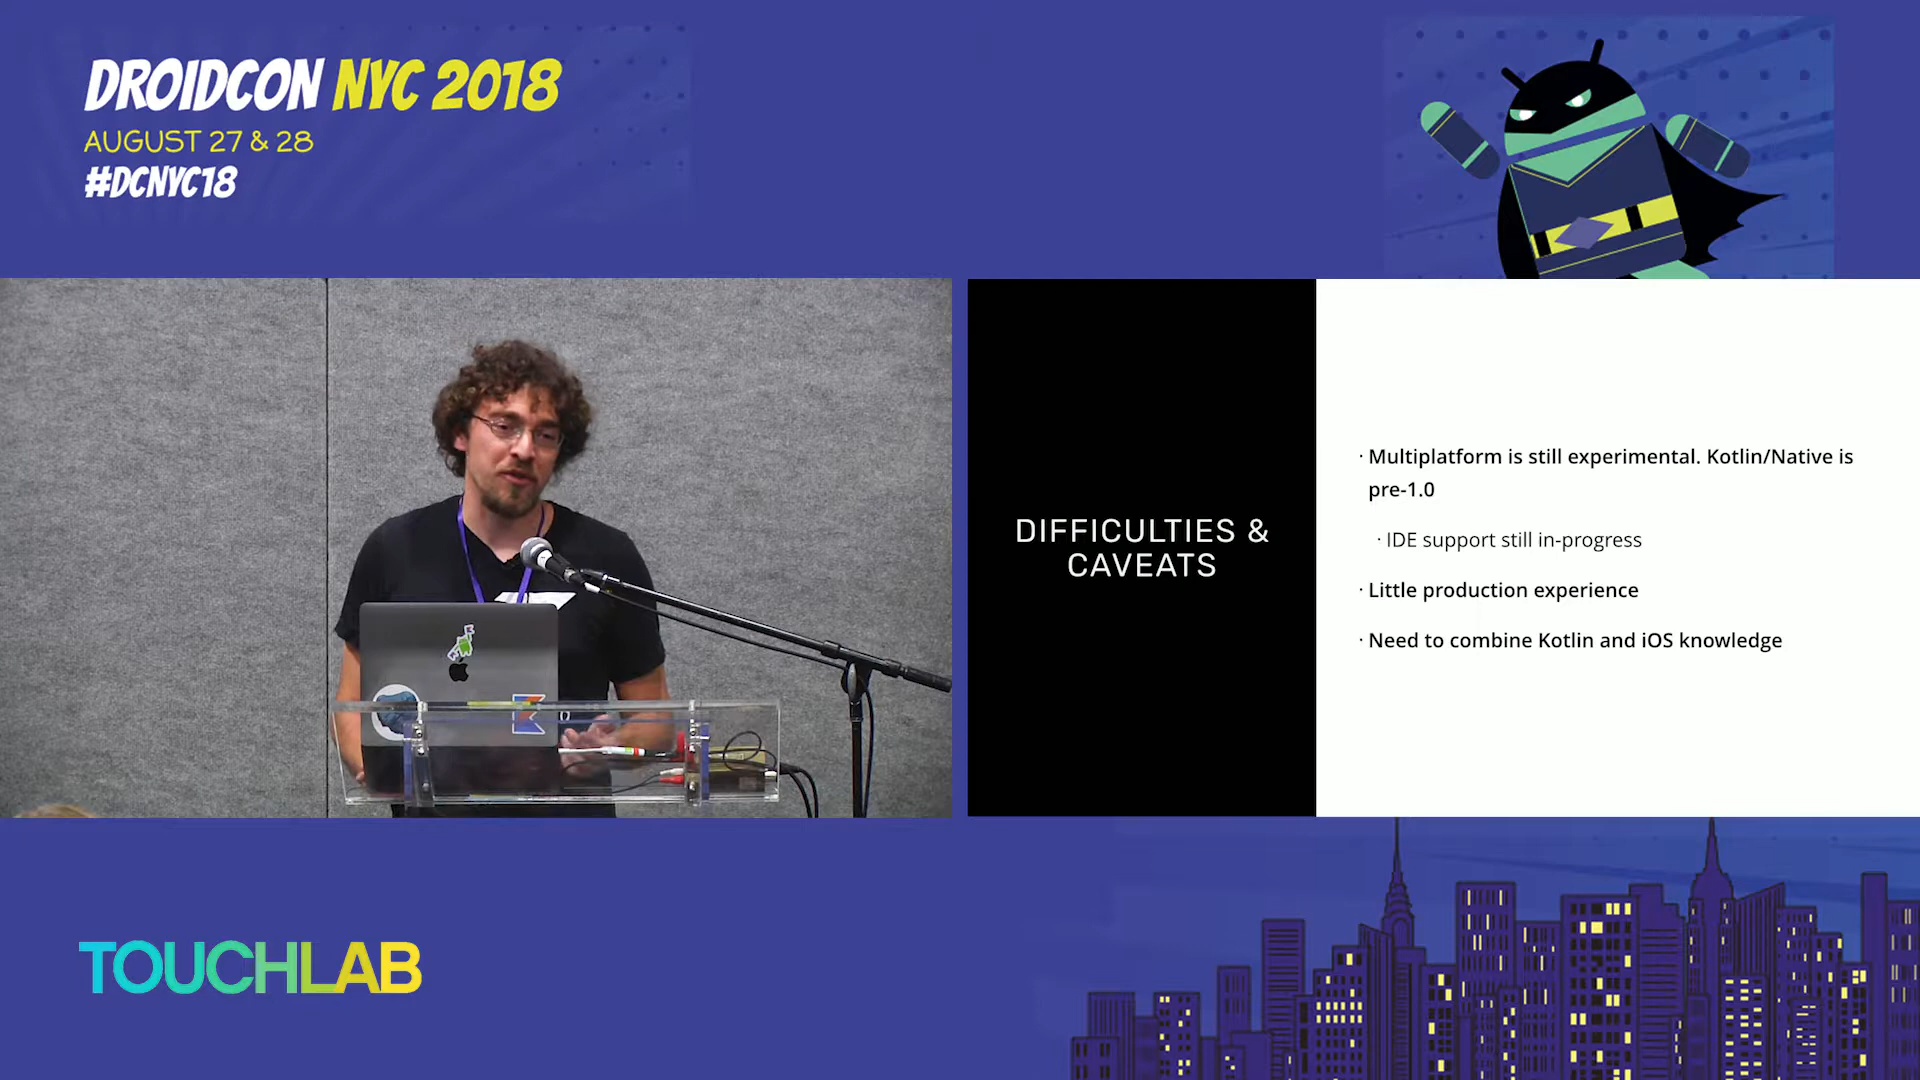 DROIDCON NYC 2018
AUGUST 27 & 28
#DCNYC18
DIFFICULTIES &
CAVEATS
· Multiplatform is still experimental. Kotlin/Native is
pre-1.0
· IDE support still in-progress
· Little production experience
· Need to combine Kotlin and iOS knowledge
TOUCHLAB